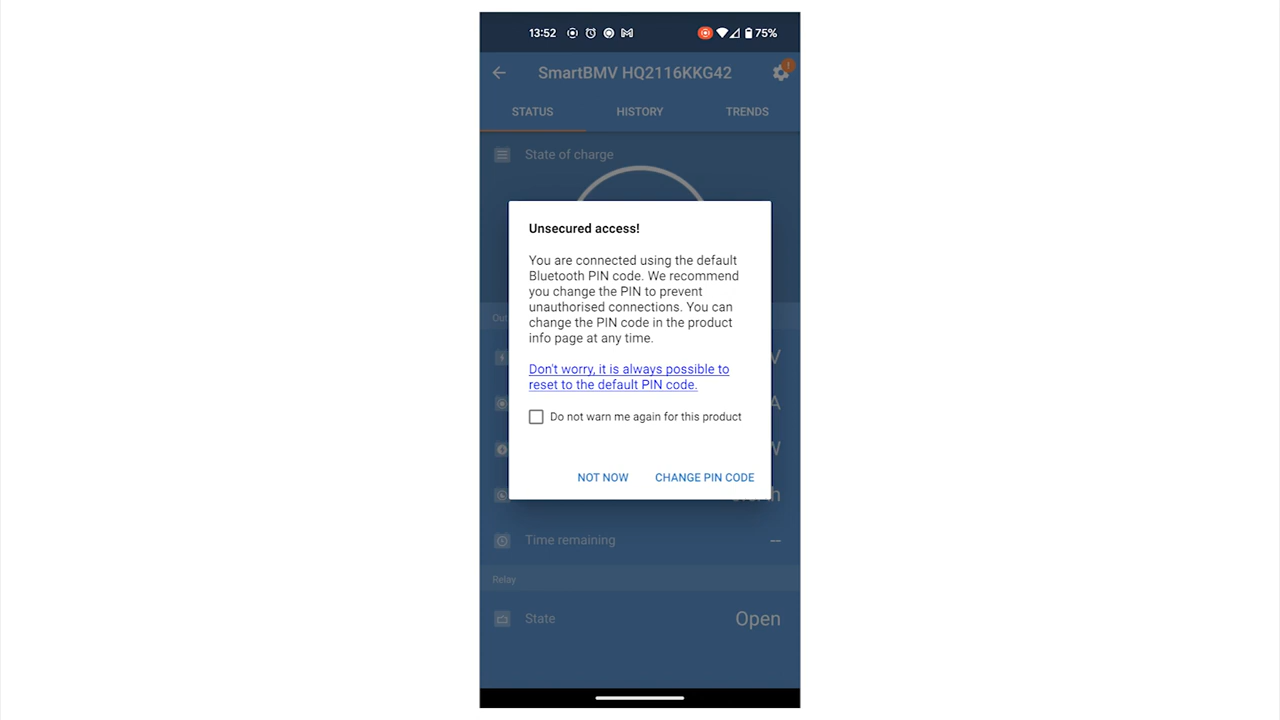 13:52 75%
SmartBMV HQ2116KKG42
STATUS HISTORY TRENDS
State of charge
Unsecured access!
You are connected using the default
Bluetooth PIN code. We recommend
you change the PIN to prevent
unauthorised connections. You can
change the PIN code in the product
info page at any time.
Don't worry, it is always possible to
reset to the default PIN code.
Do not warn me again for this product
NOT NOW CHANGE PIN CODE
Time remaining --
Relay
State Open